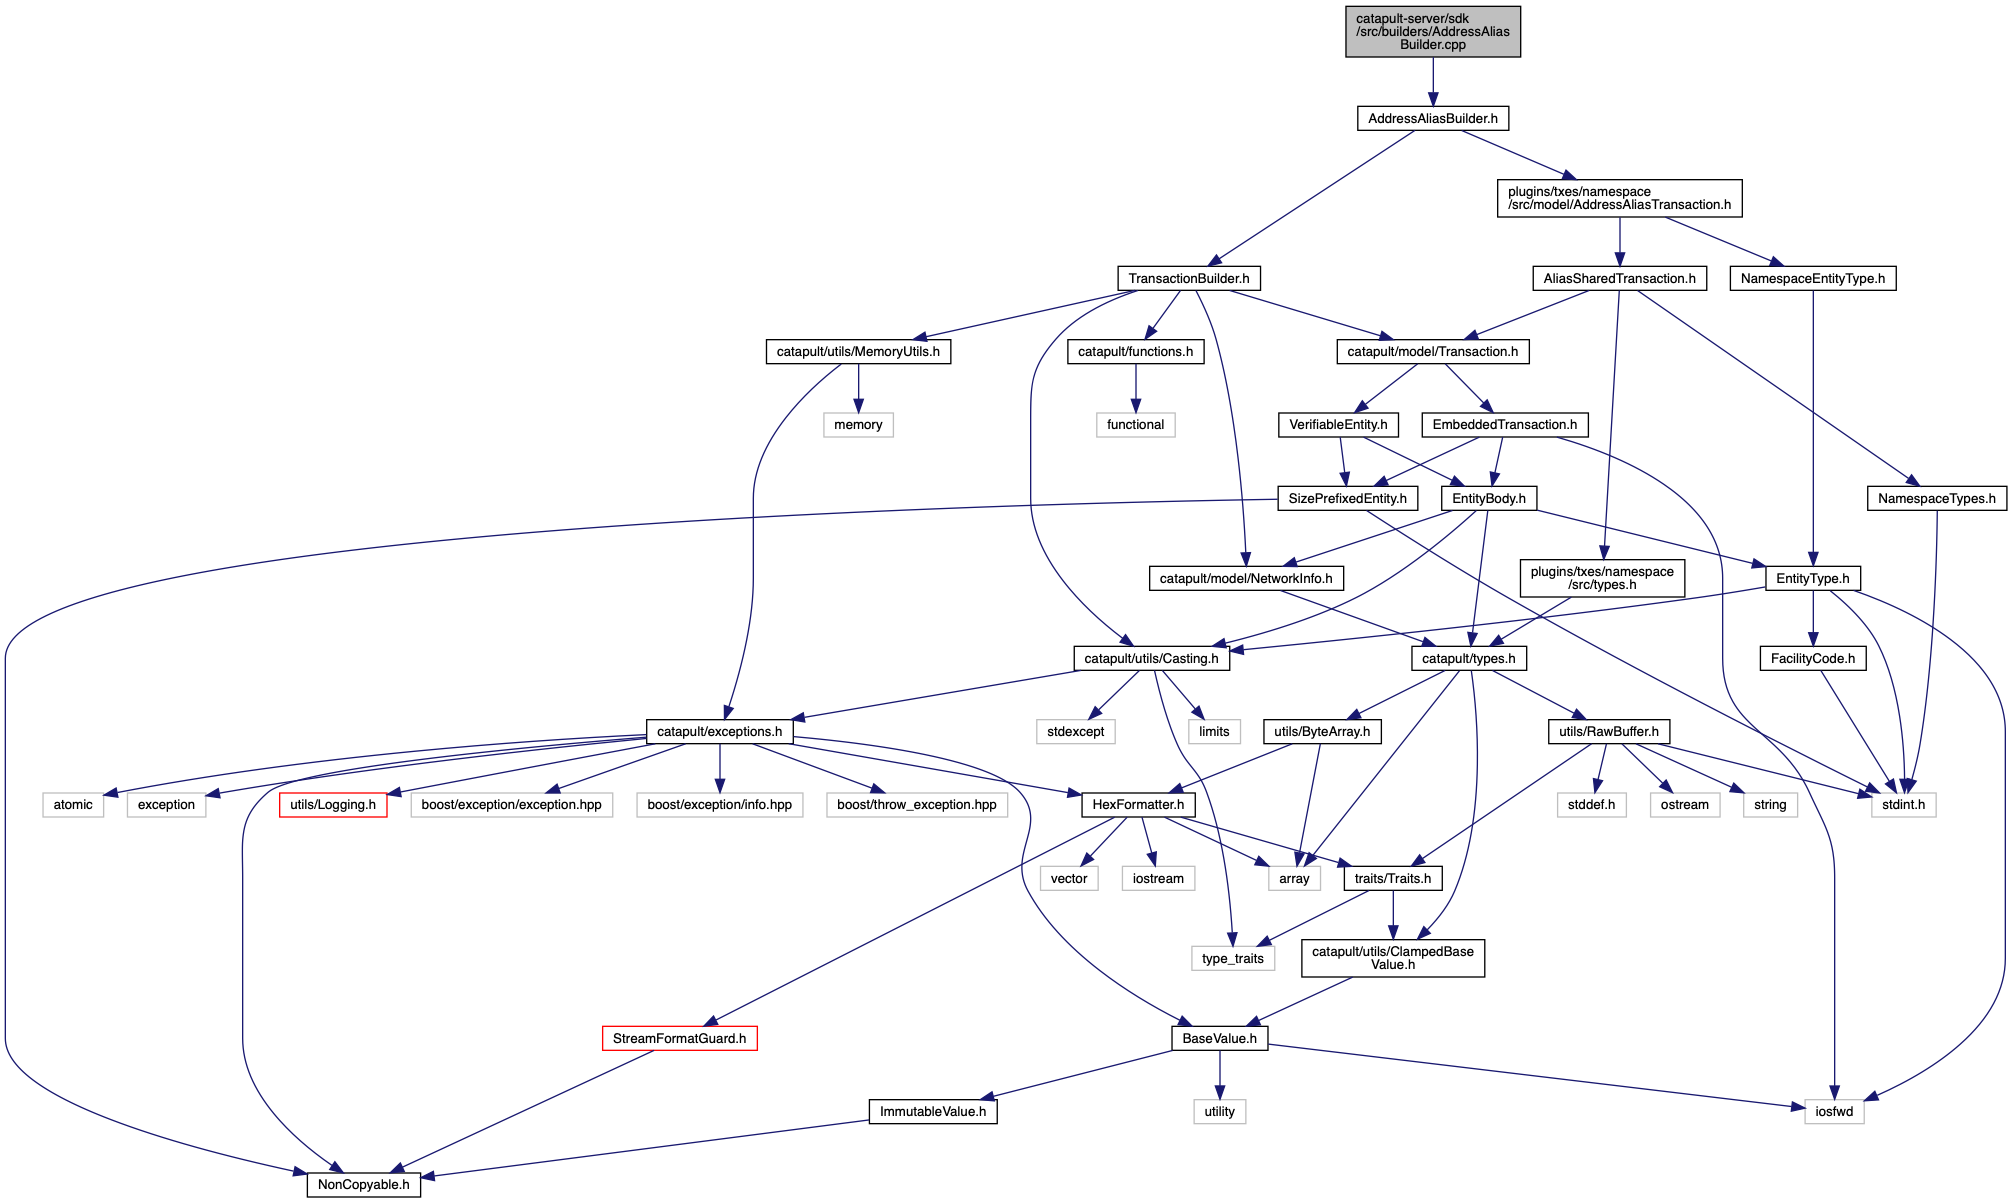 catapult-server/sdk
/src/builders/AddressAlias
Builder.cpp
AddressAliasBuilder.h
plugins/txes/namespace
/src/model/AddressAliasTransaction.h
TransactionBuilder.h
AliasSharedTransaction.h
NamespaceEntityType.h
catapult/utils/MemoryUtils.h
catapult/functions.h
catapult/model/Transaction.h
memory
functional
VerifiableEntity.h
EmbeddedTransaction.h
SizePrefixedEntity.h
EntityBody.h
NamespaceTypes.h
catapult/model/NetworkInfo.h
plugins/txes/namespace
/src/types.h
EntityType.h
catapult/utils/Casting.h
catapult/types.h
FacilityCode.h
catapult/exceptions.h
stdexcept
limits
utils/ByteArray.h
utils/RawBuffer.h
atomic
exception
utils/Logging.h
boost/exception/exception.hpp
boost/exception/info.hpp
boost/throw_exception.hpp
HexFormatter.h
stddef.h
ostream
string
stdint.h
vector
iostream
array
traits/Traits.h
type_traits
catapult/utils/ClampedBase
Value.h
StreamFormatGuard.h
BaseValue.h
ImmutableValue.h
utility
iosfwd
NonCopyable.h